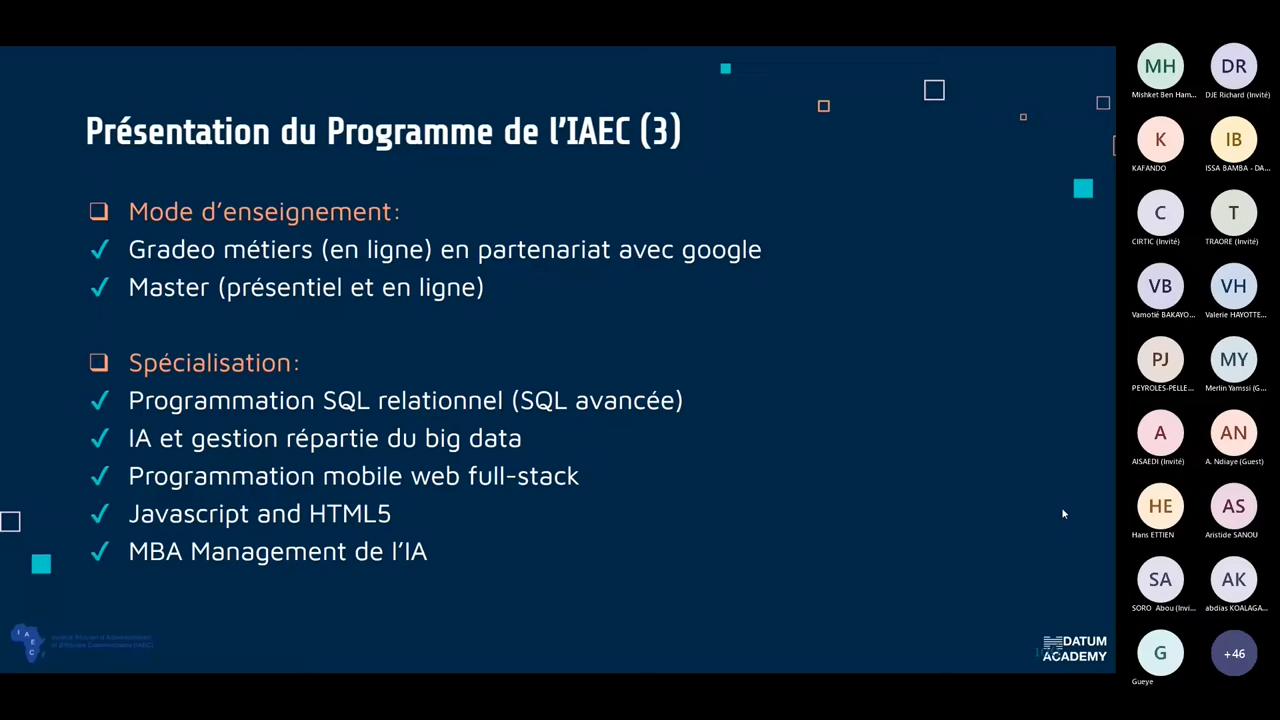 Présentation du Programme de l'IAEC (3)
Mode d'enseignement:
Gradeo métiers (en ligne) en partenariat avec google
Master (présentiel et en ligne)
Spécialisation:
Programmation SQL relationnel (SQL avancée)
IA et gestion répartie du big data
Programmation mobile web full-stack
Javascript and HTML5
MBA Management de l'IA
I A E C
DATUM
ACADEMY
MH DR
Mishket Ben Ham... DJE Richard (Invité)
K IB
KAFANDO ISSA BAMBA - DA...
C T
CIRTIC (Invité) TRAORE (Invité)
VB VH
Vamotié BAKAYO... Valerie HAYOTTE...
PJ MY
PEYROLES-PELLE... Merlin Yamssi (G...
A AN
AISAEDI (Invité) A. Ndiaye (Guest)
HE AS
Hans ETTIEN Aristide SANOU
SA AK
SORO Abou (Invi... abdias KOALAGA...
G +46
Gueye